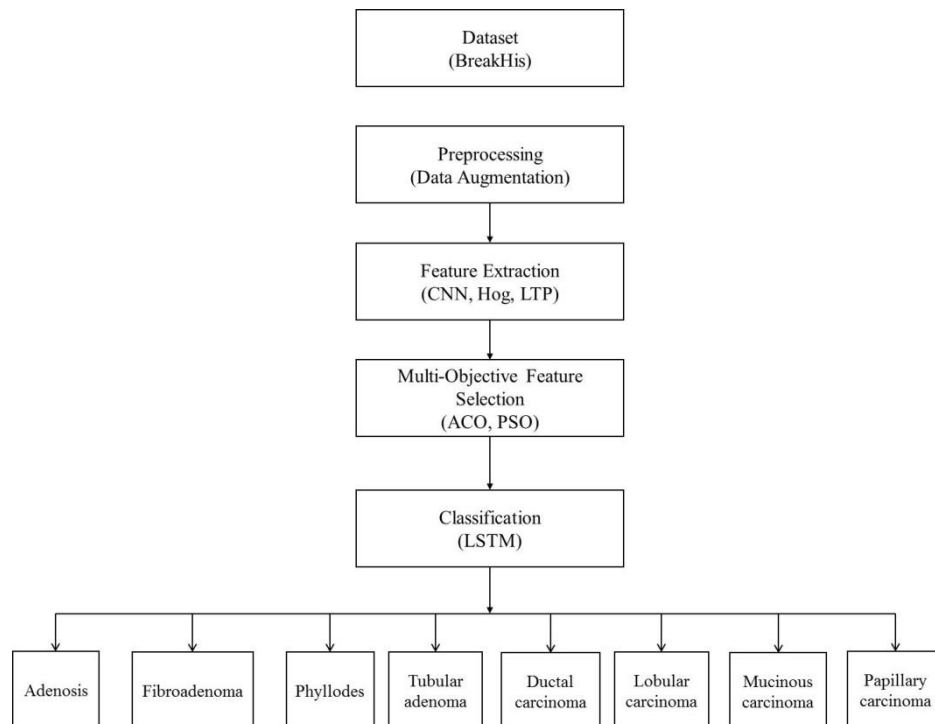 Dataset
(BreakHis)
Preprocessing
(Data Augmentation)
Feature Extraction
(CNN, Hog, LTP)
Multi-Objective Feature
Selection
(ACO, PSO)
Classification
(LSTM)
Adenosis
Fibroadenoma
Phyllodes
Tubular
adenoma
Ductal
carcinoma
Lobular
carcinoma
Mucinous
carcinoma
Papillary
carcinoma